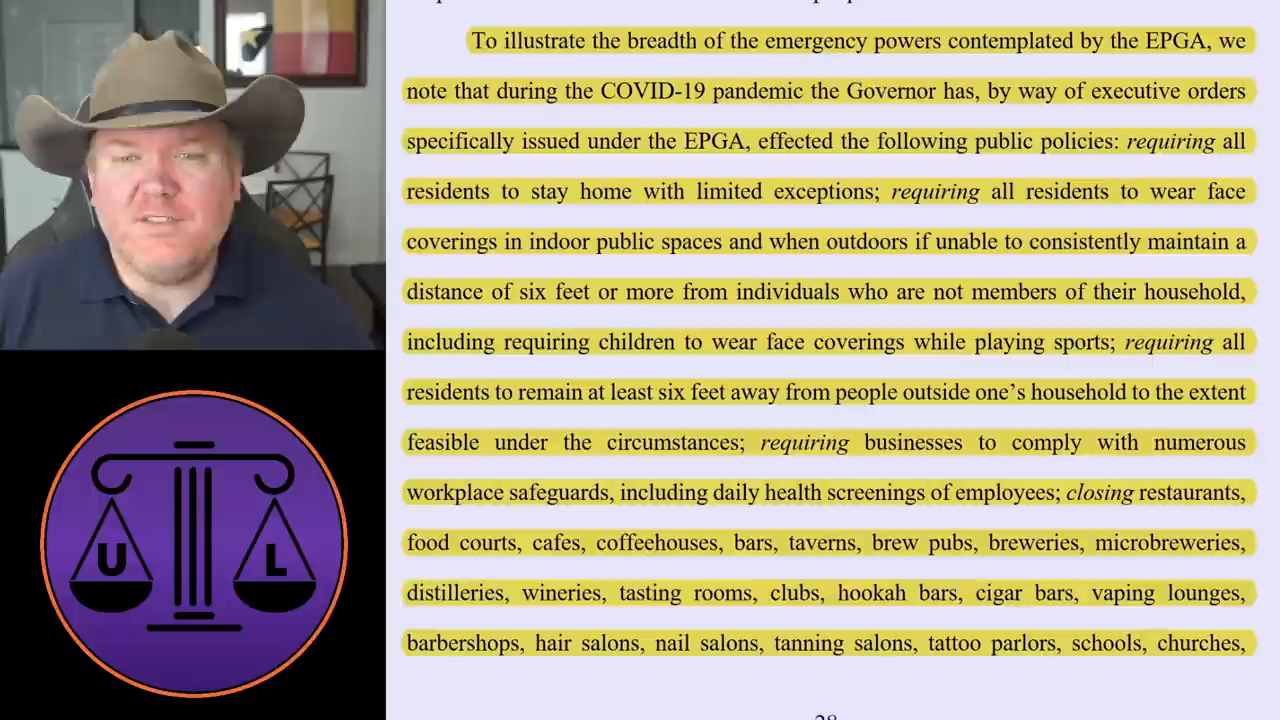 To illustrate the breadth of the emergency powers contemplated by the EPGA, we
note that during the COVID-19 pandemic the Governor has, by way of executive orders
specifically issued under the EPGA, effected the following public policies: requiring all
residents to stay home with limited exceptions; requiring all residents to wear face
coverings in indoor public spaces and when outdoors if unable to consistently maintain a
distance of six feet or more from individuals who are not members of their household,
including requiring children to wear face coverings while playing sports; requiring all
residents to remain at least six feet away from people outside one’s household to the extent
feasible under the circumstances; requiring businesses to comply with numerous
workplace safeguards, including daily health screenings of employees; closing restaurants,
food courts, cafes, coffeehouses, bars, taverns, brew pubs, breweries, microbreweries,
distilleries, wineries, tasting rooms, clubs, hookah bars, cigar bars, vaping lounges,
barbershops, hair salons, nail salons, tanning salons, tattoo parlors, schools, churches,
U L